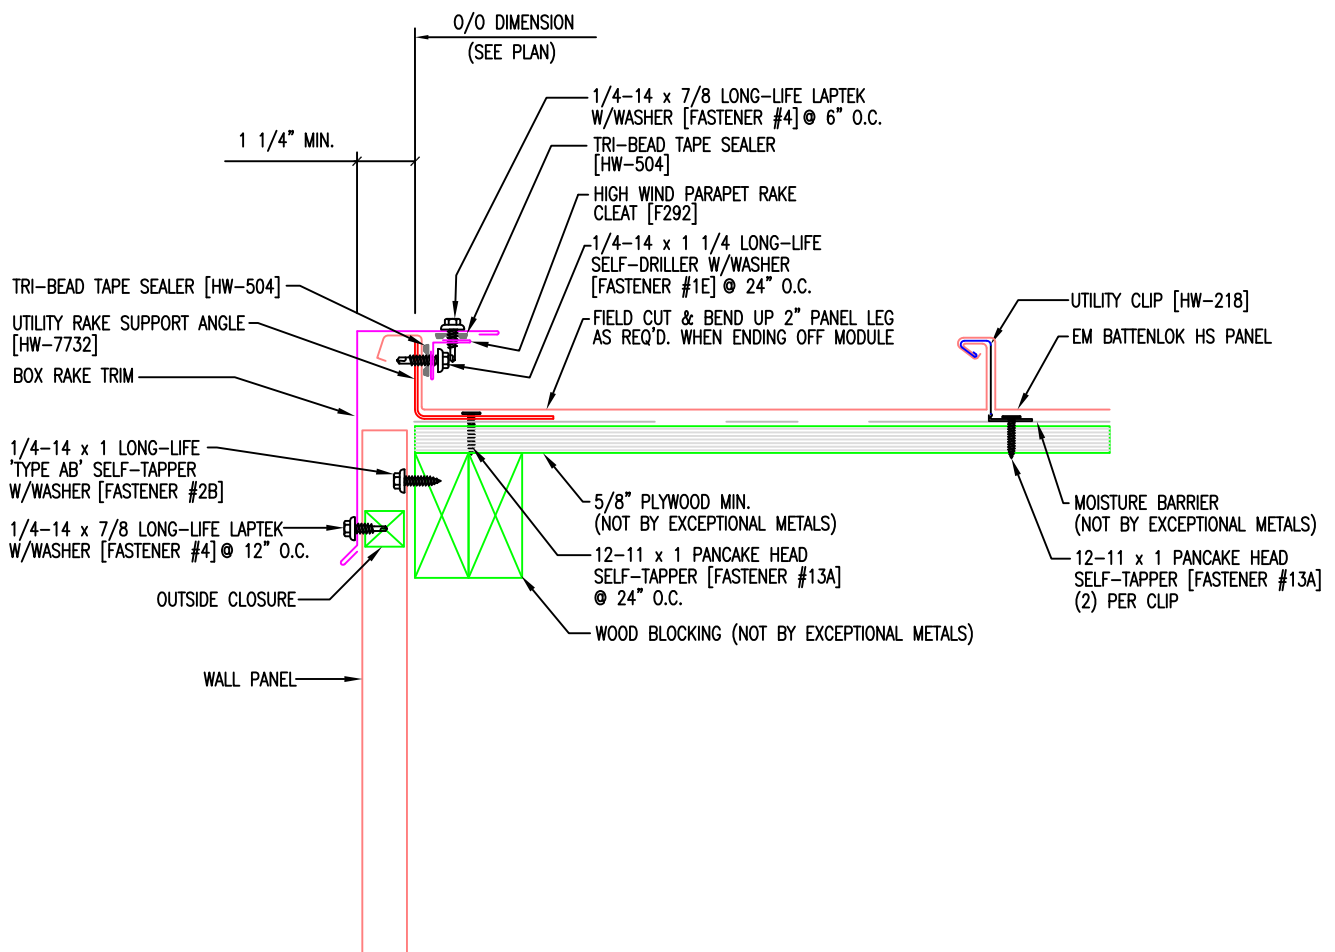 O/O DIMENSION
(SEE PLAN)
1/4-14 x 7/8 LONG-LIFE LAPTEK
W/WASHER [FASTENER #4] @ 6" O.C.
1 1/4" MIN.
TRI-BEAD TAPE SEALER
[HW-504]
HIGH WIND PARAPET RAKE
CLEAT [F292]
1/4-14 x 1 1/4 LONG-LIFE
SELF-DRILLER W/WASHER
[FASTENER #1E] @ 24" O.C.
TRI-BEAD TAPE SEALER [HW-504]
UTILITY CLIP [HW-218]
UTILITY RAKE SUPPORT ANGLE
[HW-7732]
FIELD CUT & BEND UP 2" PANEL LEG
AS REQ'D. WHEN ENDING OFF MODULE
EM BATTENLOK HS PANEL
BOX RAKE TRIM
1/4-14 x 1 LONG-LIFE
'TYPE AB' SELF-TAPPER
W/WASHER [FASTENER #2B]
5/8" PLYWOOD MIN.
(NOT BY EXCEPTIONAL METALS)
MOISTURE BARRIER
(NOT BY EXCEPTIONAL METALS)
1/4-14 x 7/8 LONG-LIFE LAPTEK
W/WASHER [FASTENER #4] @ 12" O.C.
12-11 x 1 PANCAKE HEAD
SELF-TAPPER [FASTENER #13A]
@ 24" O.C.
12-11 x 1 PANCAKE HEAD
SELF-TAPPER [FASTENER #13A]
(2) PER CLIP
OUTSIDE CLOSURE
WOOD BLOCKING (NOT BY EXCEPTIONAL METALS)
WALL PANEL